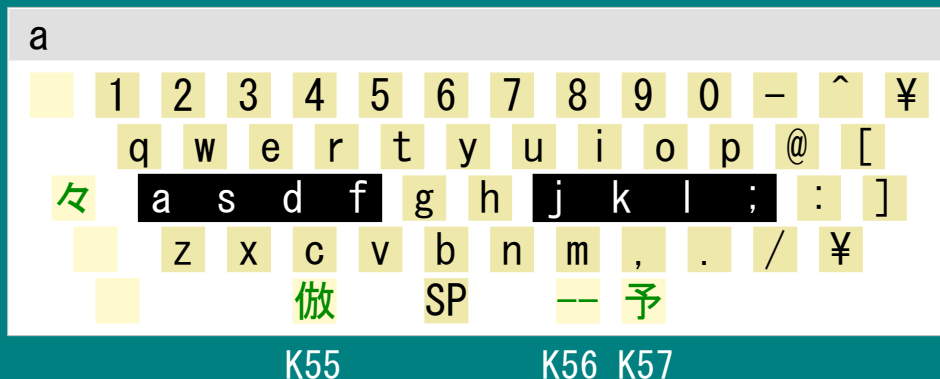 a
1 2 3 4 5 6 7 8 9 0 - ^ ¥
q w e r t y u i o p @ [
々 a s d f g h j k l ; : ]
z x c v b n m , . / ¥
倣 SP -- 予
K55 K56 K57